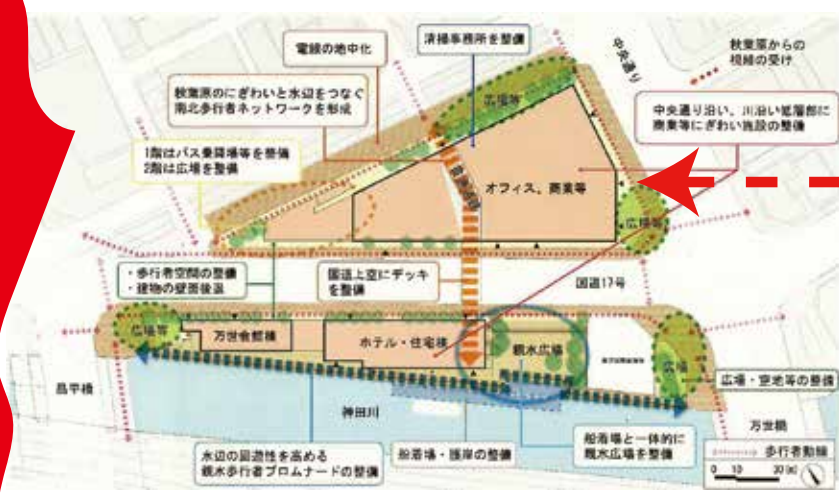 電線の地中化
清掃事務所を整備
中央通り
秋葉原からの
視線の受け
秋葉原のにぎわいと水辺をつなぐ
南北歩行者ネットワークを形成
広場等
中央通り沿い、川沿い低層部に
商業等にぎわい施設の整備
1階はバス乗降場等を整備
2階は広場を整備
オフィス、商業等
広場等
・歩行者空間の整備
・建物の壁面後退
国道上空にデッキ
を整備
国道17号
広場等
万世会館棟
ホテル・住宅棟
親水広場
広場
広場・空地等の整備
昌平橋
神田川
万世橋
水辺の回遊性を高める
親水歩行者プロムナードの整備
船着場・護岸の整備
船着場と一体的に
親水広場を整備
歩行者動線
0 10 30(m)